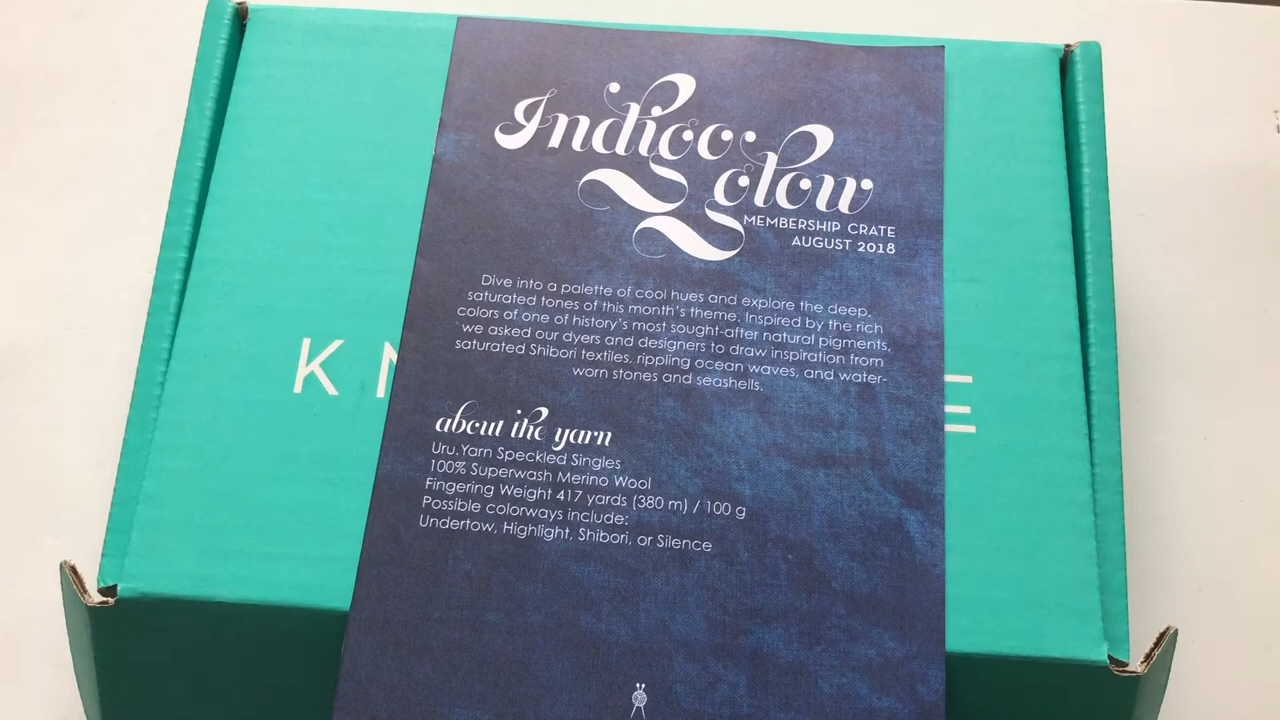 Indigo
glow
MEMBERSHIP CRATE
AUGUST 2018
Dive into a palette of cool hues and explore the deep,
saturated tones of this month's theme. Inspired by the rich
colors of one of history's most sought-after natural pigments,
we asked our dyers and designers to draw inspiration from
saturated Shibori textiles, rippling ocean waves, and water-
worn stones and seashells.
K N E
about the yarn
Uru.Yarn Speckled Singles
100% Superwash Merino Wool
Fingering Weight 417 yards (380 m) / 100 g
Possible colorways include:
Undertow, Highlight, Shibori, or Silence